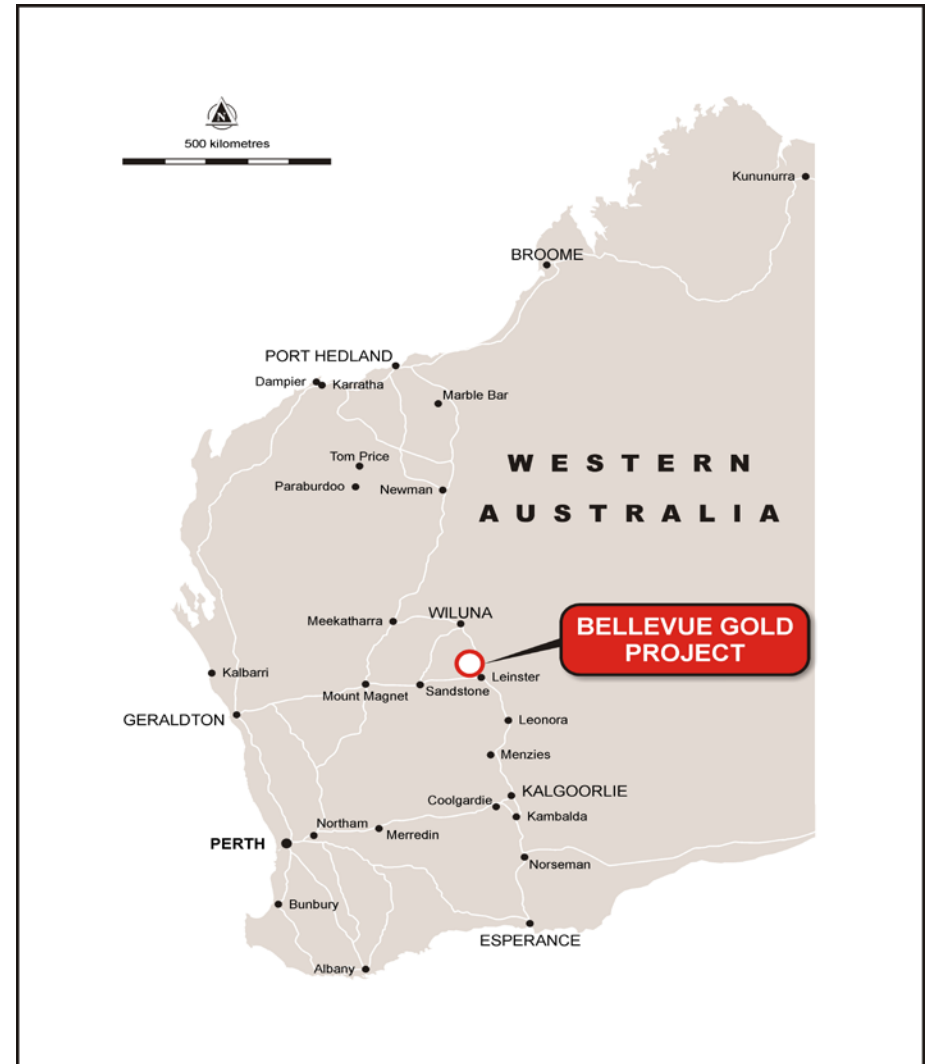 N
500 kilometres
Kununurra
BROOME
PORT HEDLAND
Dampier
Karratha
Marble Bar
Tom Price
Paraburdoo
Newman
WESTERN
AUSTRALIA
Meekatharra
WILUNA
BELLEVUE GOLD
PROJECT
Kalbarri
Leinster
Mount Magnet
Sandstone
GERALDTON
Leonora
Menzies
KALGOORLIE
Coolgardie
Kambalda
Northam
Merredin
PERTH
Norseman
Bunbury
ESPERANCE
Albany